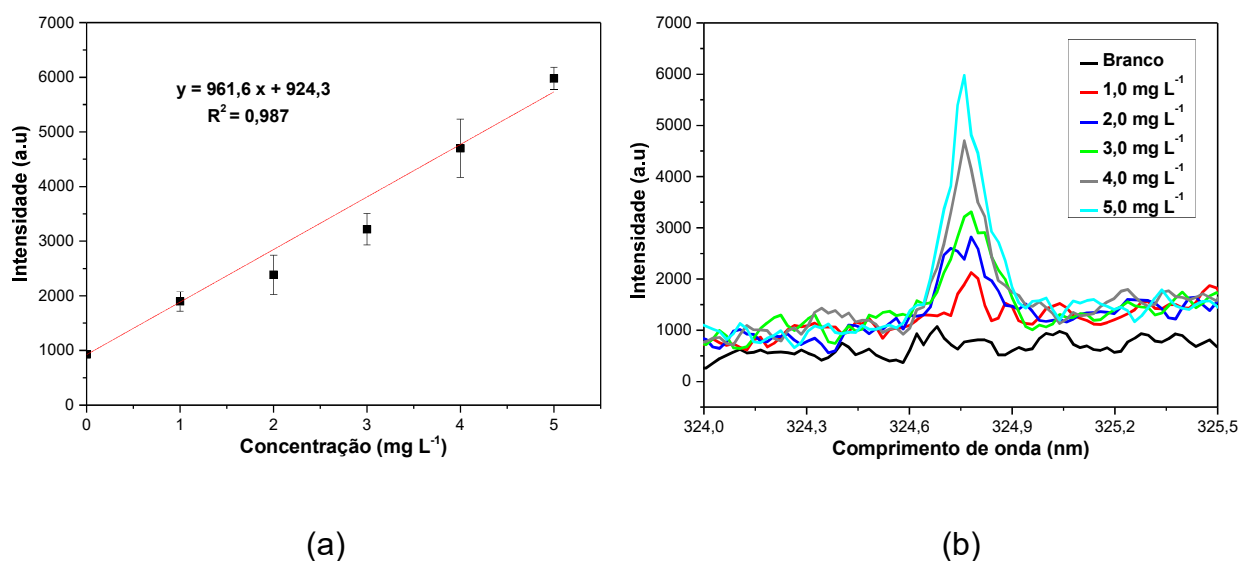 7000
6000
5000
4000
3000
2000
1000
0
Intensidade (a.u)
y = 961,6 x + 924,3
R² = 0,987
0 1 2 3 4 5
Concentração (mg L⁻¹)
(a)
7000
6000
5000
4000
3000
2000
1000
0
Intensidade (a.u)
Branco
1,0 mg L⁻¹
2,0 mg L⁻¹
3,0 mg L⁻¹
4,0 mg L⁻¹
5,0 mg L⁻¹
324,0 324,3 324,6 324,9 325,2 325,5
Comprimento de onda (nm)
(b)